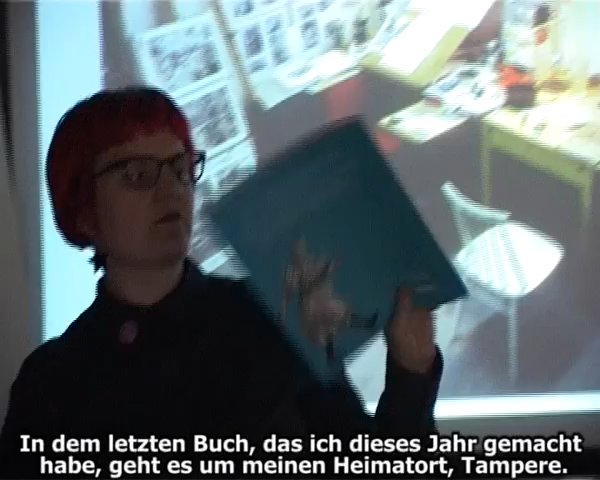 In dem letzten Buch, das ich dieses Jahr gemacht
habe, geht es um meinen Heimatort, Tampere.